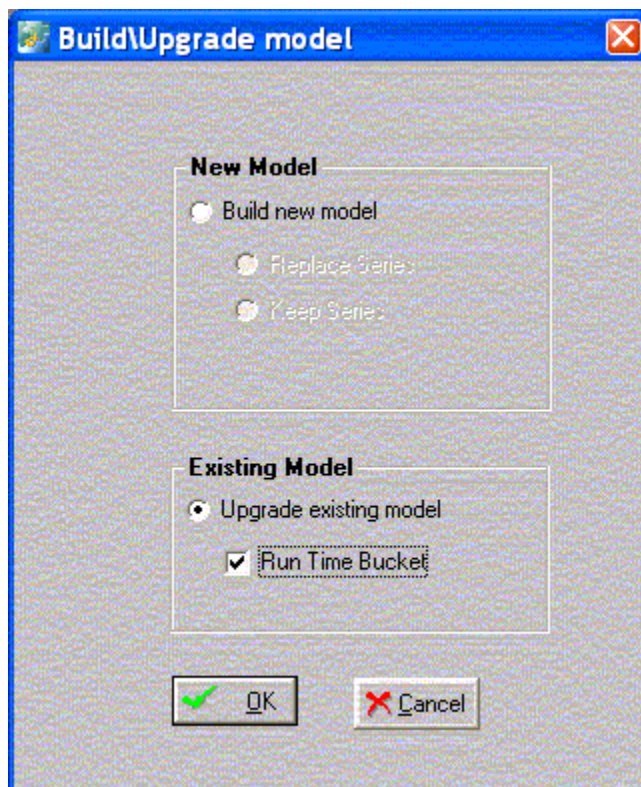 Build\Upgrade model
New Model
Build new model
Replace Series
Keep Series
Existing Model
Upgrade existing model
Run Time Bucket
OK
Cancel